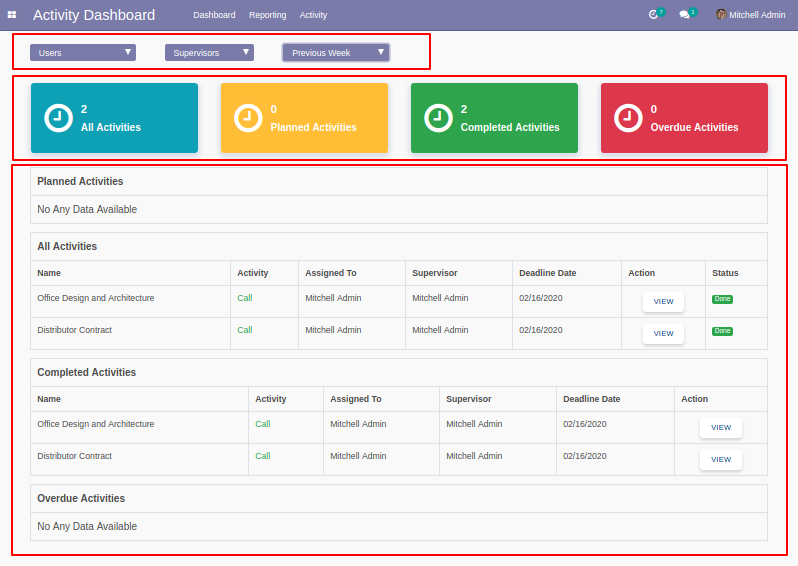 Activity Dashboard Dashboard Reporting Activity 7 1 Mitchell Admin
Users Supervisors Previous Week
2 0 2 0
All Activities Planned Activities Completed Activities Overdue Activities
Planned Activities
No Any Data Available
All Activities
Name Activity Assigned To Supervisor Deadline Date Action Status
Office Design and Architecture Call Mitchell Admin Mitchell Admin 02/16/2020 VIEW Done
Distributor Contract Call Mitchell Admin Mitchell Admin 02/16/2020 VIEW Done
Completed Activities
Name Activity Assigned To Supervisor Deadline Date Action
Office Design and Architecture Call Mitchell Admin Mitchell Admin 02/16/2020 VIEW
Distributor Contract Call Mitchell Admin Mitchell Admin 02/16/2020 VIEW
Overdue Activities
No Any Data Available